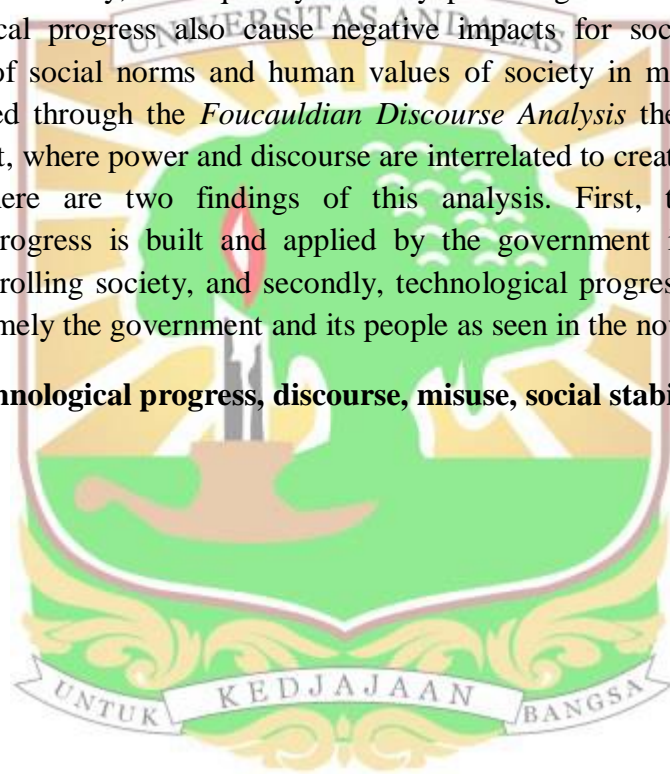 cal progress also cause negative impacts for soc
UNIVERSITAS ANDALAS
of social norms and human values of society in m
ed through the Foucauldian Discourse Analysis the
t, where power and discourse are interrelated to creat
ere are two findings of this analysis. First, t
rogress is built and applied by the government
rolling society, and secondly, technological progres
mely the government and its people as seen in the no
hnological progress, discourse, misuse, social stabi
UNTUK KEDJAJAAN BANGSA